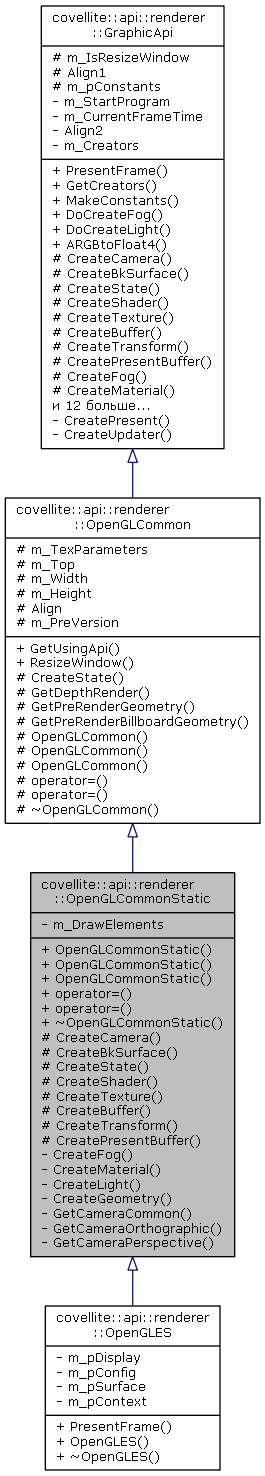 covellite::api::renderer
::GraphicApi
# m_IsResizeWindow
# Align1
# m_pConstants
- m_StartProgram
- m_CurrentFrameTime
- Align2
- m_Creators
+ PresentFrame()
+ GetCreators()
+ MakeConstants()
+ DoCreateFog()
+ DoCreateLight()
+ ARGBtoFloat4()
# CreateCamera()
# CreateBkSurface()
# CreateState()
# CreateShader()
# CreateTexture()
# CreateBuffer()
# CreateTransform()
# CreatePresentBuffer()
# CreateFog()
# CreateMaterial()
и 12 больше...
- CreatePresent()
- CreateUpdater()
covellite::api::renderer
::OpenGLCommon
# m_TexParameters
# m_Top
# m_Width
# m_Height
# Align
# m_PreVersion
+ GetUsingApi()
+ ResizeWindow()
# CreateState()
# GetDepthRender()
# GetPreRenderGeometry()
# GetPreRenderBillboardGeometry()
# OpenGLCommon()
# OpenGLCommon()
# OpenGLCommon()
# operator=()
# operator=()
# ~OpenGLCommon()
covellite::api::renderer
::OpenGLCommonStatic
- m_DrawElements
+ OpenGLCommonStatic()
+ OpenGLCommonStatic()
+ OpenGLCommonStatic()
+ operator=()
+ operator=()
+ ~OpenGLCommonStatic()
# CreateCamera()
# CreateBkSurface()
# CreateState()
# CreateShader()
# CreateTexture()
# CreateBuffer()
# CreateTransform()
# CreatePresentBuffer()
- CreateFog()
- CreateMaterial()
- CreateLight()
- CreateGeometry()
- GetCameraCommon()
- GetCameraOrthographic()
- GetCameraPerspective()
covellite::api::renderer
::OpenGLES
- m_pDisplay
- m_pConfig
- m_pSurface
- m_pContext
+ PresentFrame()
+ OpenGLES()
+ ~OpenGLES()